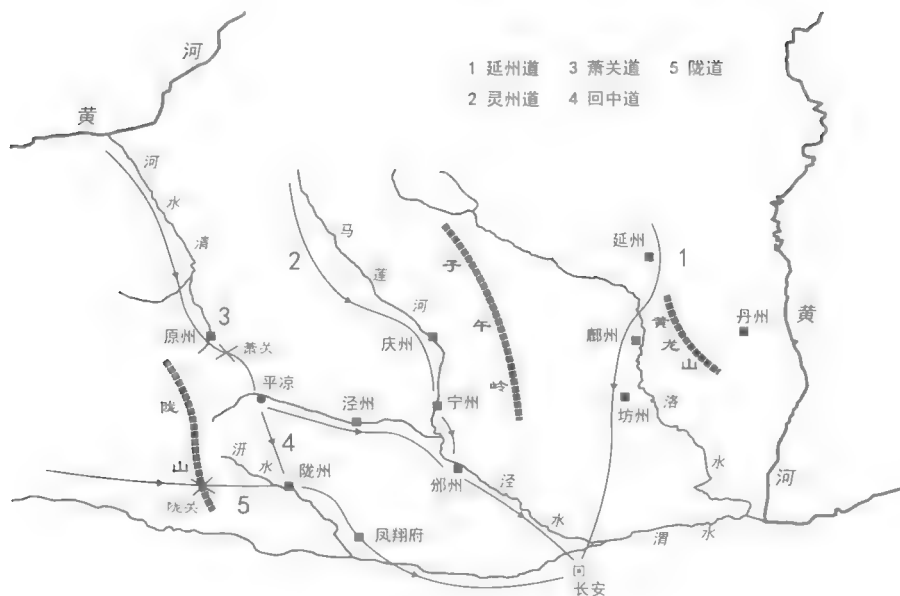 1 延州道 3 萧关道 5 陇道
2 灵州道 4 回中道
黄
河
河
水
清
马
莲
河
子
午
岭
延州
1
2
3
原州
萧关
平凉
陇
山
陇关
5
4
汧
水
陇州
凤翔府
泾州
庆州
宁州
邠州
泾
水
鄜州
坊州
黄
龙
山
丹州
洛
水
渭
水
黄
河
长安